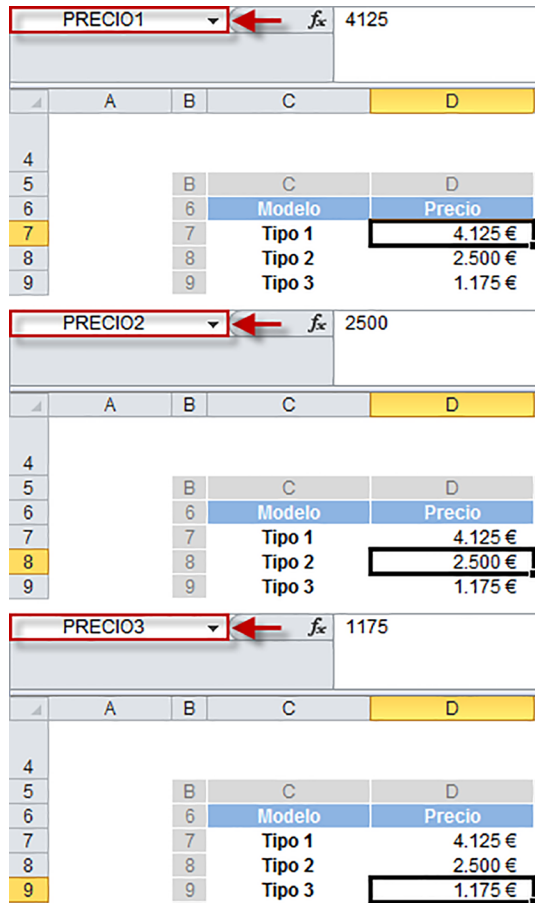 PRECIO1 fx 4125
A B C D
4
5 B C D
6 6 Modelo Precio
7 7 Tipo 1 4.125 €
8 8 Tipo 2 2.500 €
9 9 Tipo 3 1.175 €
PRECIO2 fx 2500
A B C D
4
5 B C D
6 6 Modelo Precio
7 7 Tipo 1 4.125 €
8 8 Tipo 2 2.500 €
9 9 Tipo 3 1.175 €
PRECIO3 fx 1175
A B C D
4
5 B C D
6 6 Modelo Precio
7 7 Tipo 1 4.125 €
8 8 Tipo 2 2.500 €
9 9 Tipo 3 1.175 €